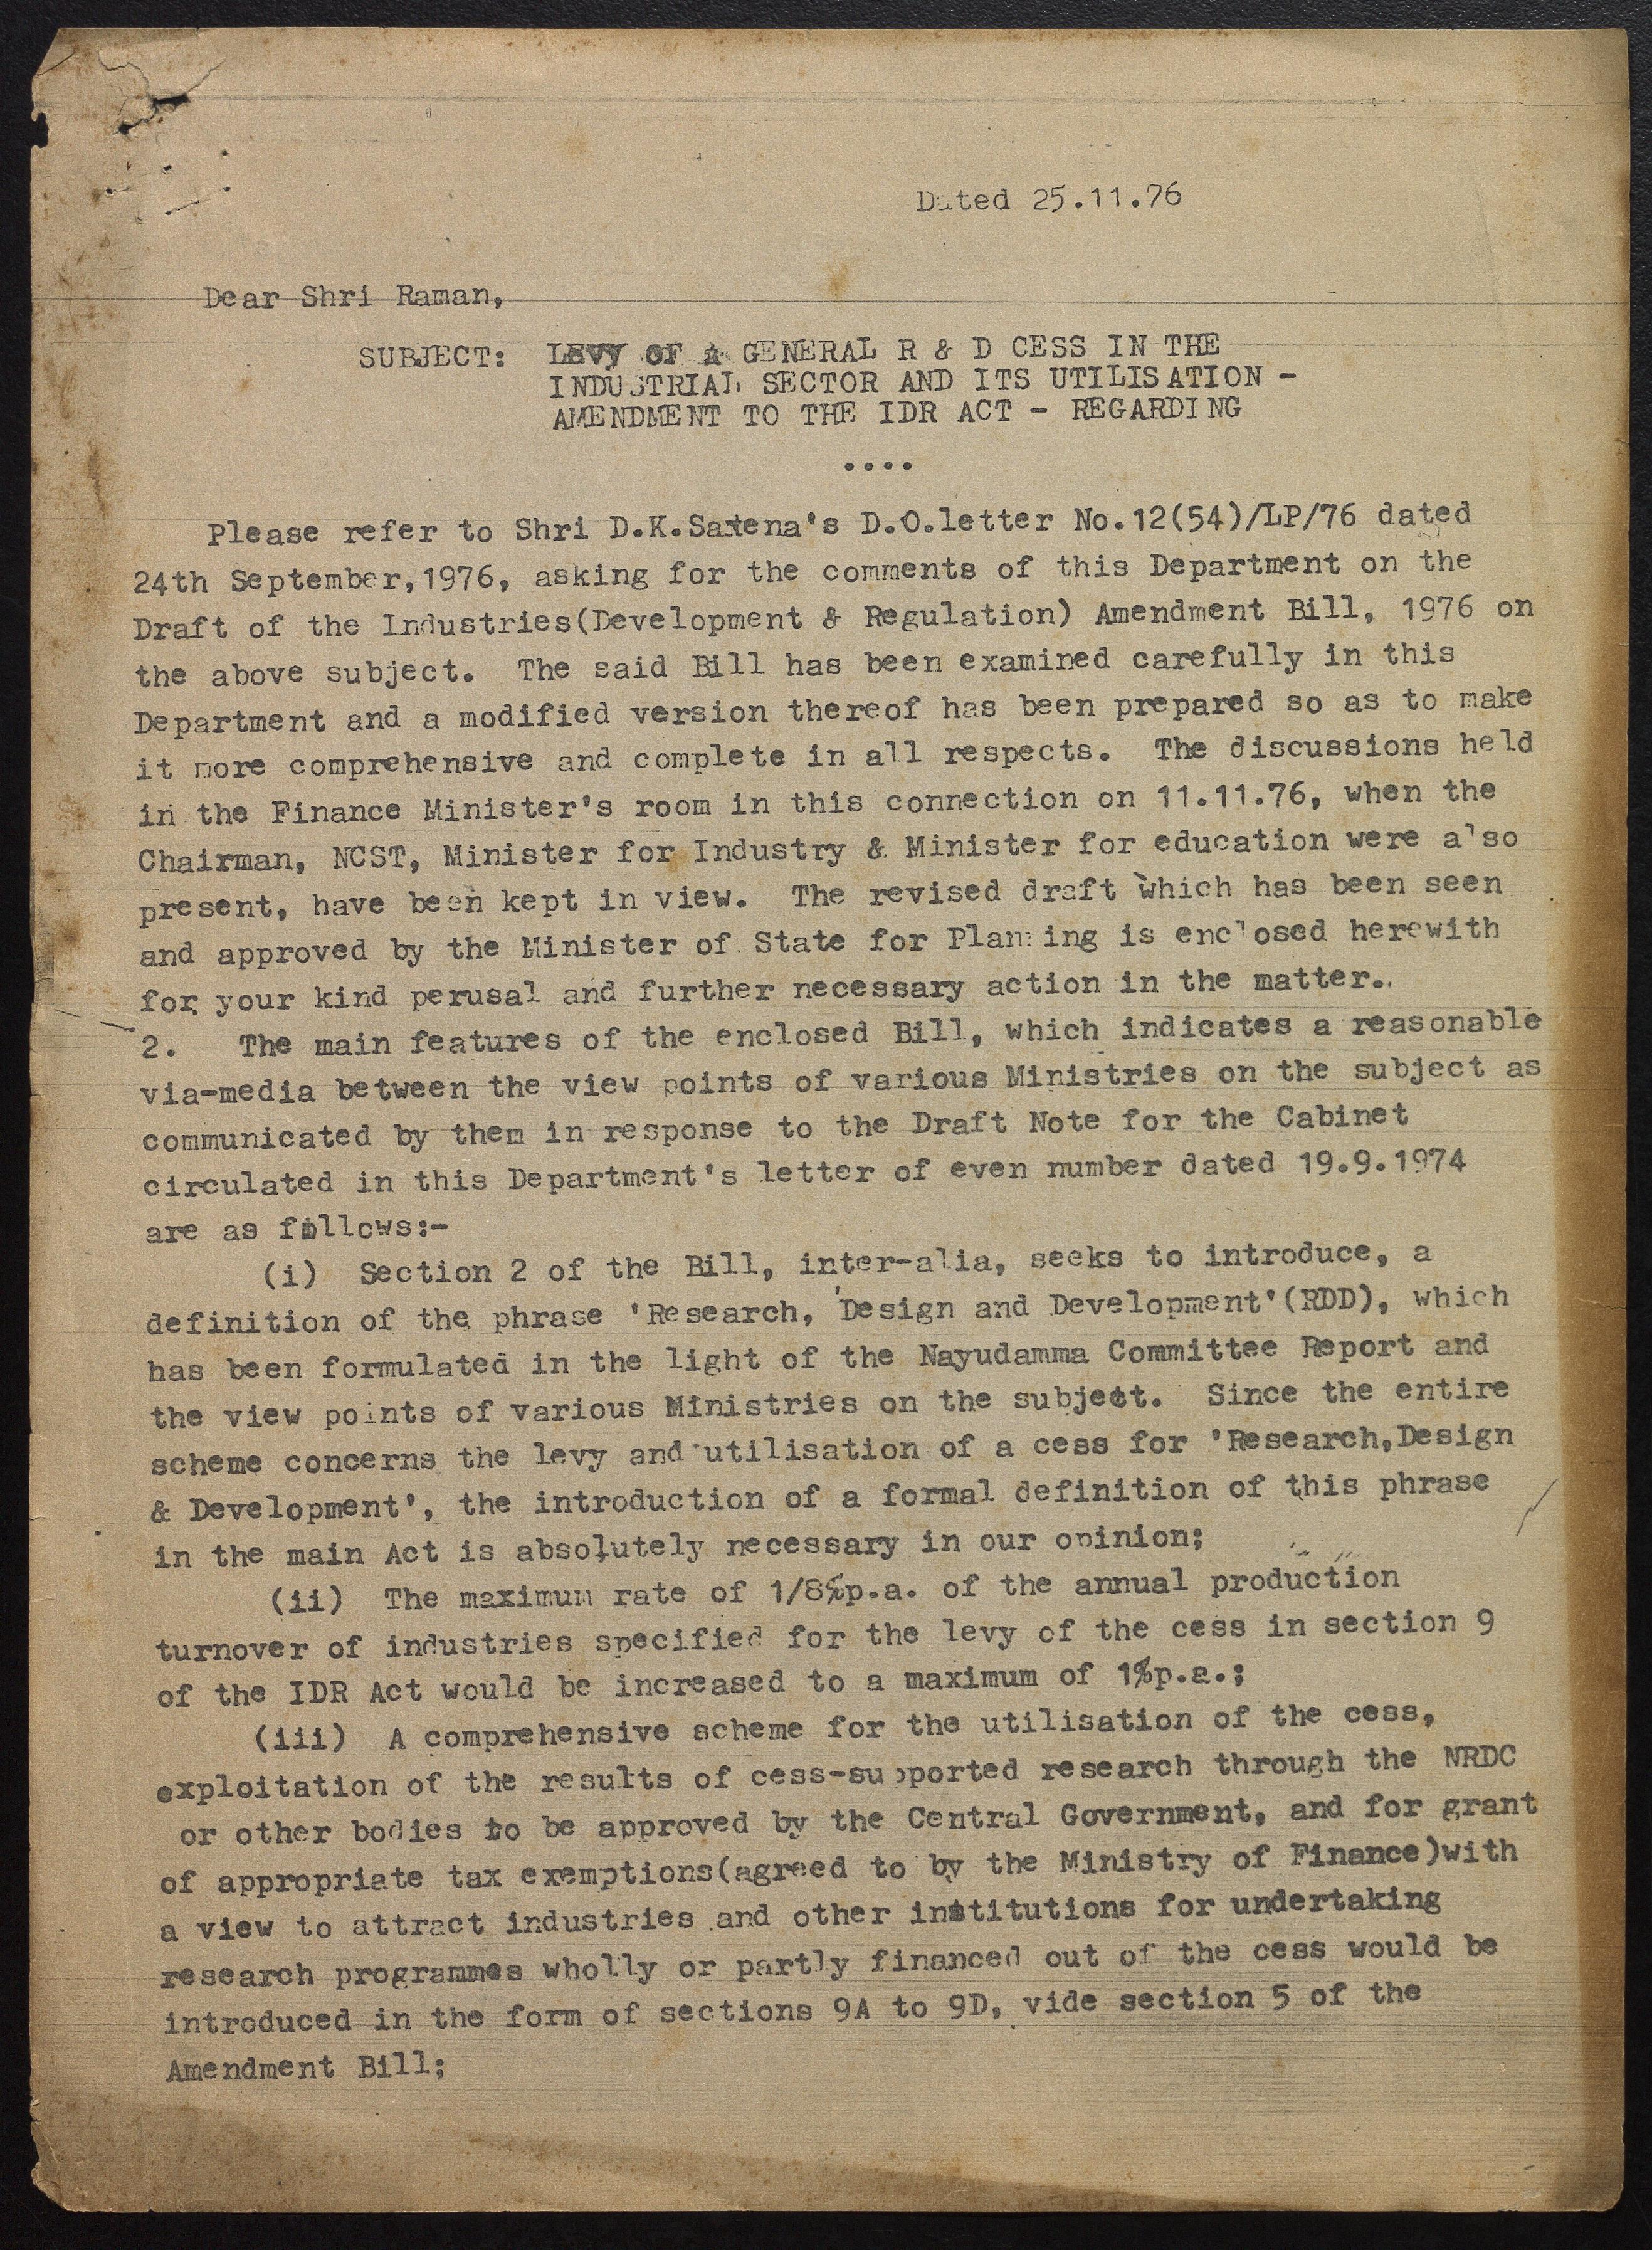 Dated 25.11.76
Dear Shri Raman,
SUBJECT: LEVY OF A GENERAL R & D CESS IN THE
INDUSTRIAL SECTOR AND ITS UTILISATION -
AMENDMENT TO THE IDR ACT - REGARDING
....
Please refer to Shri D.K.Saxena's D.O.letter No.12(54)/LP/76 dated
24th September,1976, asking for the comments of this Department on the
Draft of the Industries(Development & Regulation) Amendment Bill, 1976 on
the above subject. The said Bill has been examined carefully in this
Department and a modified version thereof has been prepared so as to make
it more comprehensive and complete in all respects. The discussions held
in the Finance Minister's room in this connection on 11.11.76, when the
Chairman, NCST, Minister for Industry & Minister for education were also
present, have been kept in view. The revised draft which has been seen
and approved by the Minister of State for Planning is enclosed herewith
for your kind perusal and further necessary action in the matter..
2. The main features of the enclosed Bill, which indicates a reasonable
via-media between the view points of various Ministries on the subject as
communicated by them in response to the Draft Note for the Cabinet
circulated in this Department's letter of even number dated 19.9.1974
are as follows:-
(i) Section 2 of the Bill, inter-alia, seeks to introduce, a
definition of the phrase 'Research, Design and Development'(RDD), which
has been formulated in the light of the Nayudamma Committee Report and
the view points of various Ministries on the subject. Since the entire
scheme concerns the levy and utilisation of a cess for 'Research,Design
& Development', the introduction of a formal definition of this phrase
in the main Act is absolutely necessary in our opinion;
(ii) The maximum rate of 1/8%p.a. of the annual production
turnover of industries specified for the levy of the cess in section 9
of the IDR Act would be increased to a maximum of 1%p.a.;
(iii) A comprehensive scheme for the utilisation of the cess,
exploitation of the results of cess-supported research through the NRDC
or other bodies to be approved by the Central Government, and for grant
of appropriate tax exemptions(agreed to by the Ministry of Finance)with
a view to attract industries and other institutions for undertaking
research programmes wholly or partly financed out of the cess would be
introduced in the form of sections 9A to 9D, vide section 5 of the
Amendment Bill;